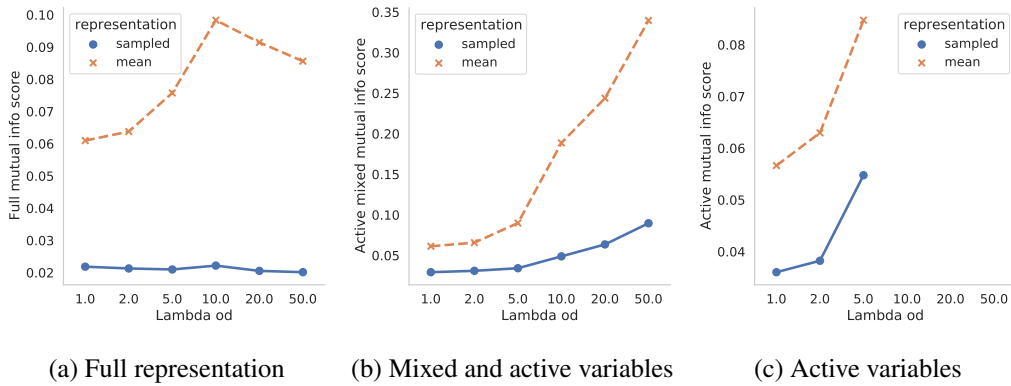 0.10
0.09
0.08
0.07
0.06
0.05
0.04
0.03
0.02
Full mutual info score
representation
sampled
mean
1.0 2.0 5.0 10.0 20.0 50.0
Lambda od
(a) Full representation
0.35
0.30
0.25
0.20
0.15
0.10
0.05
Active mixed mutual info score
representation
sampled
mean
1.0 2.0 5.0 10.0 20.0 50.0
Lambda od
(b) Mixed and active variables
0.08
0.07
0.06
0.05
0.04
Active mutual info score
representation
sampled
mean
1.0 2.0 5.0 10.0 20.0 50.0
Lambda od
(c) Active variables